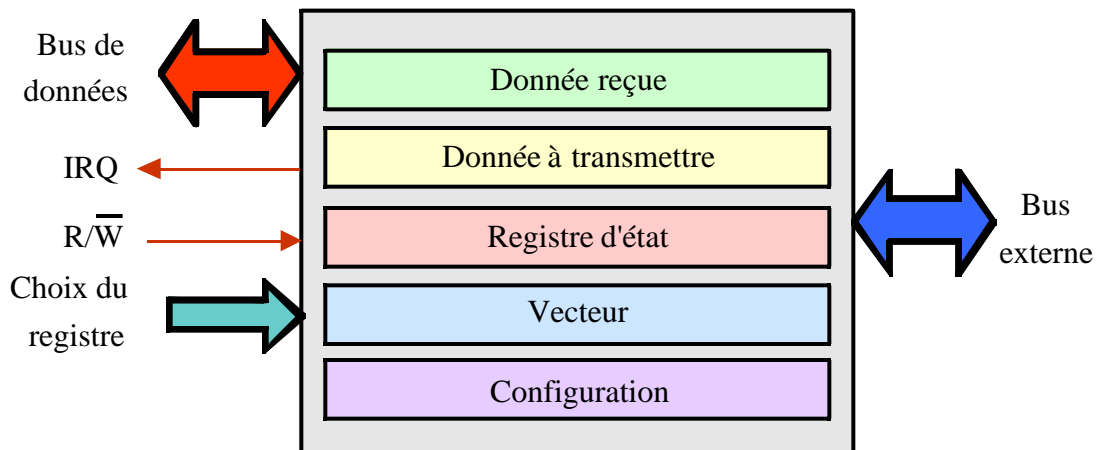 Bus de
données
IRQ
R/W̅
Choix du
registre
Donnée reçue
Donnée à transmettre
Registre d'état
Vecteur
Configuration
Bus
externe